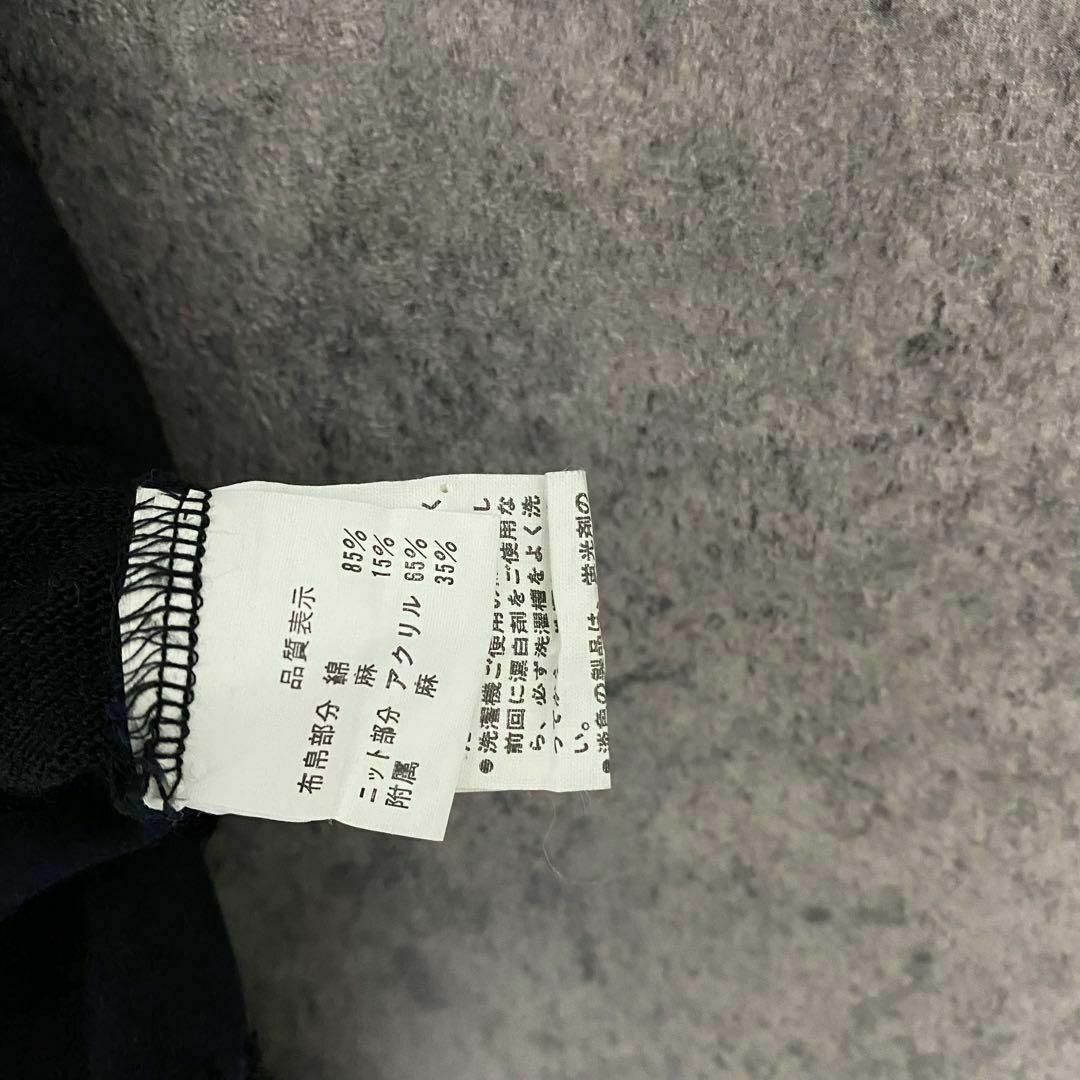 品質表示
布帛部分 綿 85%
麻 15%
ニット部分 アクリル 65%
附属 麻 35%
く。
●洗濯機ご使用の
前回に漂白剤をご使用な
ら、必ず洗濯槽をよく洗
い。
●淡色の製品は、蛍光剤の